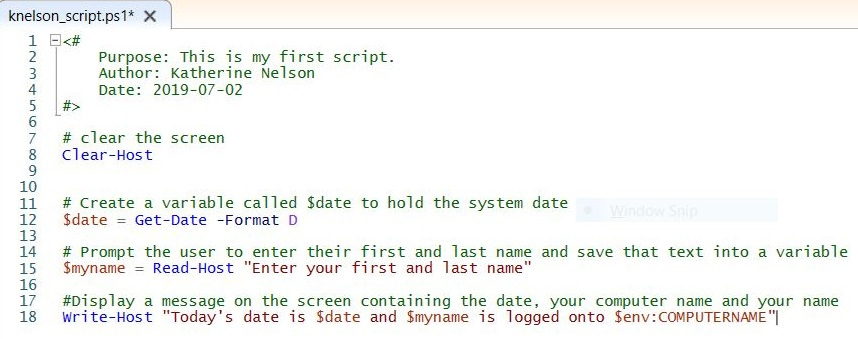 knelson_script.ps1* X
1 <#
2 Purpose: This is my first script.
3 Author: Katherine Nelson
4 Date: 2019-07-02
5 #>
6
7 # clear the screen
8 Clear-Host
9
10
11 # Create a variable called $date to hold the system date
Window Snip
12 $date = Get-Date -Format D
13
14 # Prompt the user to enter their first and last name and save that text into a variable
15 $myname = Read-Host "Enter your first and last name"
16
17 #Display a message on the screen containing the date, your computer name and your name
18 Write-Host "Today's date is $date and $myname is logged onto $env:COMPUTERNAME"